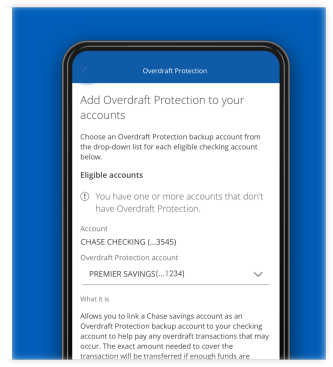 Overdraft Protection
Add Overdraft Protection to your
accounts
Choose an Overdraft Protection backup account from
the drop-down list for each eligible checking account
below.
Eligible accounts
You have one or more accounts that don't
have Overdraft Protection.
Account
CHASE CHECKING (...3545)
Overdraft Protection account
PREMIER SAVINGS(...1234)
What it is
Allows you to link a Chase savings account as an
Overdraft Protection backup account to your checking
account to help pay any overdraft transactions that may
occur. The exact amount needed to cover the
transaction will be transferred if enough funds are